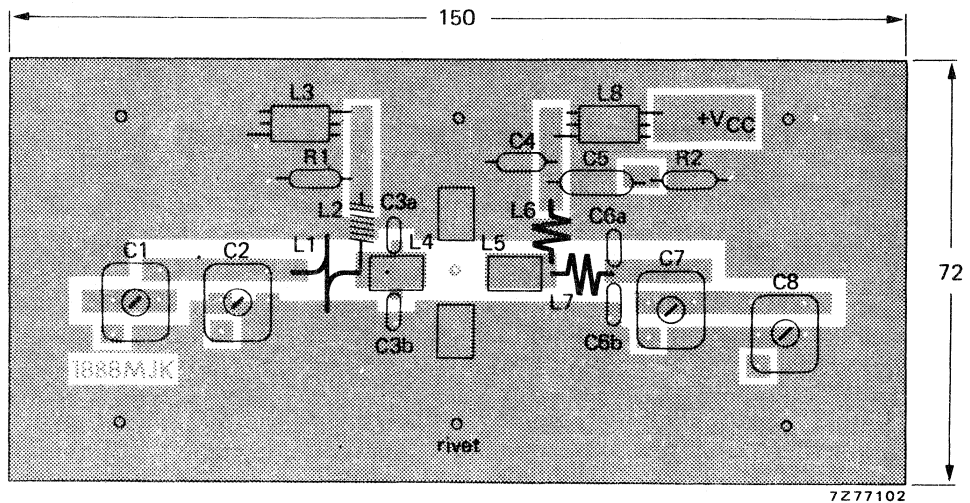 150
L3
L8
+VCC
R1
C4
C5
R2
L2
C3a
L6
C6a
C1
C2
L1
L4
L5
C7
72
L7
C8
C3b
C6b
1888MJK
rivet
7Z77102